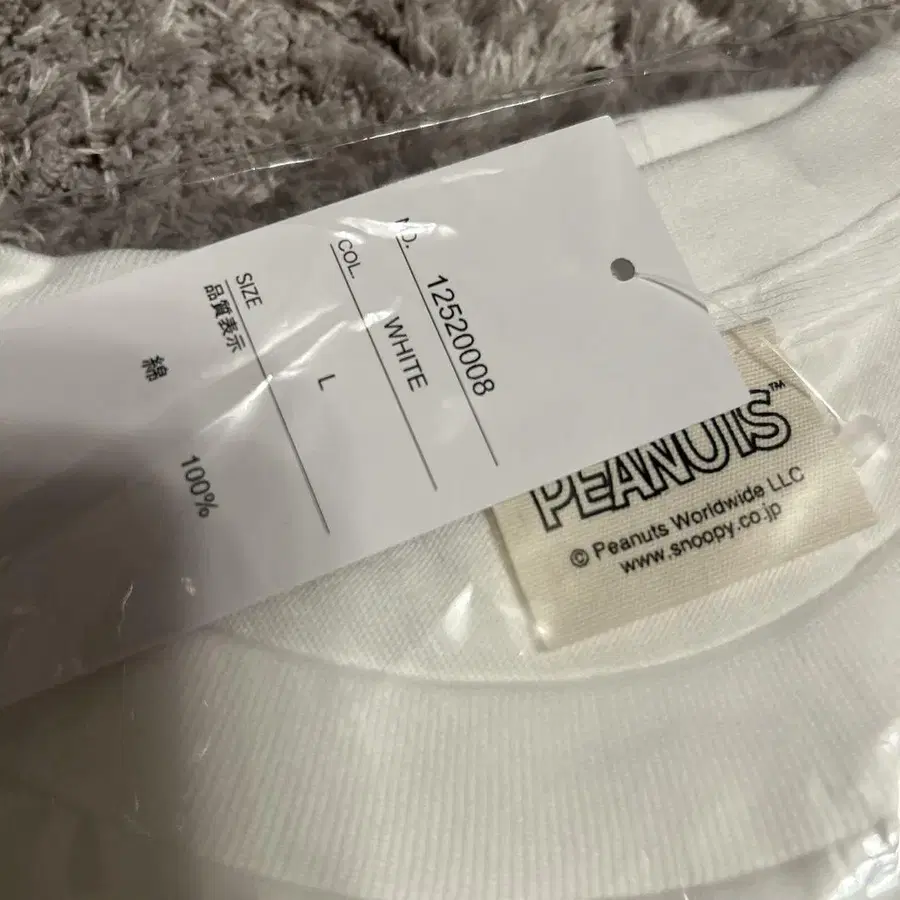 NO. 12520008
COL. WHITE
SIZE L
品質表示
綿 100%
PEANUTS™
© Peanuts Worldwide LLC
www.snoopy.co.jp